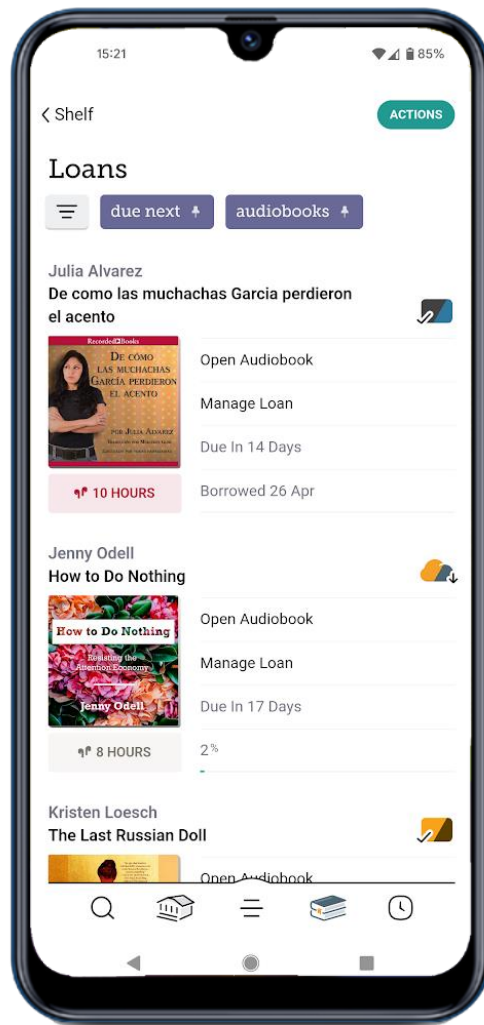 15:21
85%
Shelf
ACTIONS
Loans
due next
audiobooks
Julia Alvarez
De como las muchachas Garcia perdieron
el acento
Recorded Books
DE CÓMO
LAS MUCHACHAS
GARCÍA PERDIERON
EL ACENTO
POR JULIA ALVAREZ
Open Audiobook
Manage Loan
Due In 14 Days
10 HOURS
Borrowed 26 Apr
Jenny Odell
How to Do Nothing
How to Do Nothing
Resisting the
Attention Economy
Jenny Odell
Open Audiobook
Manage Loan
Due In 17 Days
8 HOURS
2%
Kristen Loesch
The Last Russian Doll
Open Audiobook